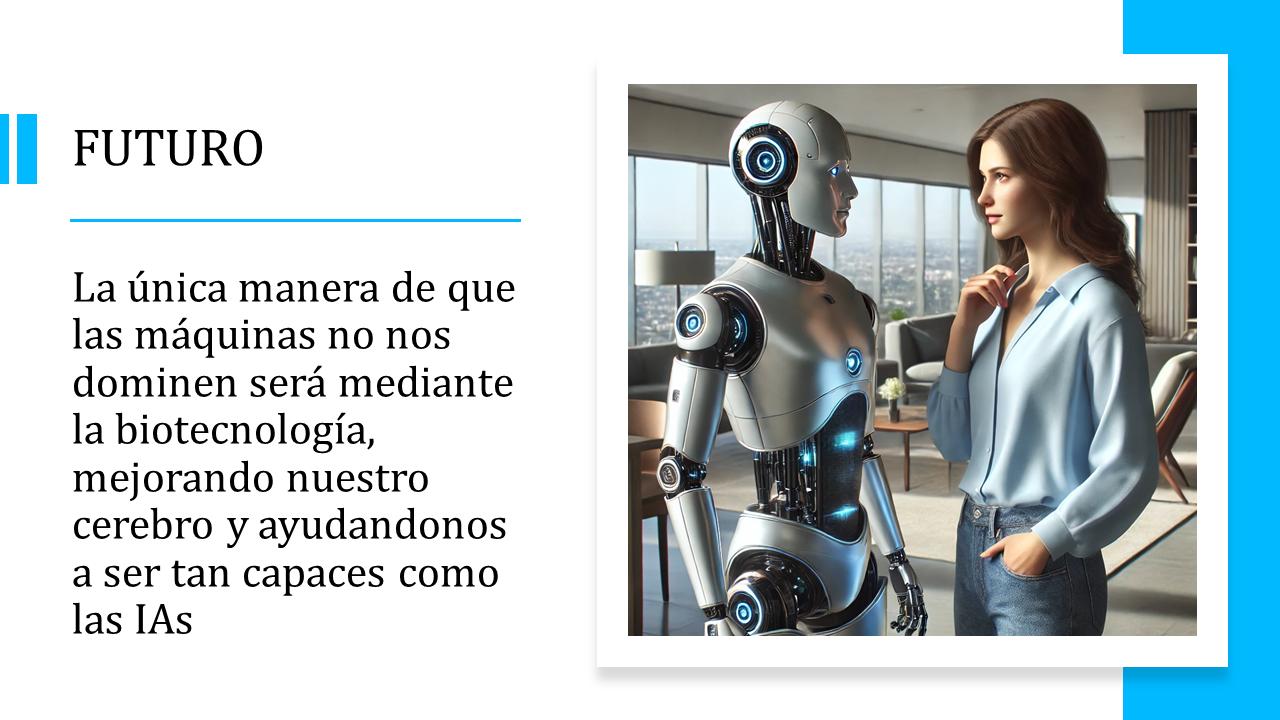 FUTURO
La única manera de que
las máquinas no nos
dominen será mediante
la biotecnología,
mejorando nuestro
cerebro y ayudandonos
a ser tan capaces como
las IAs